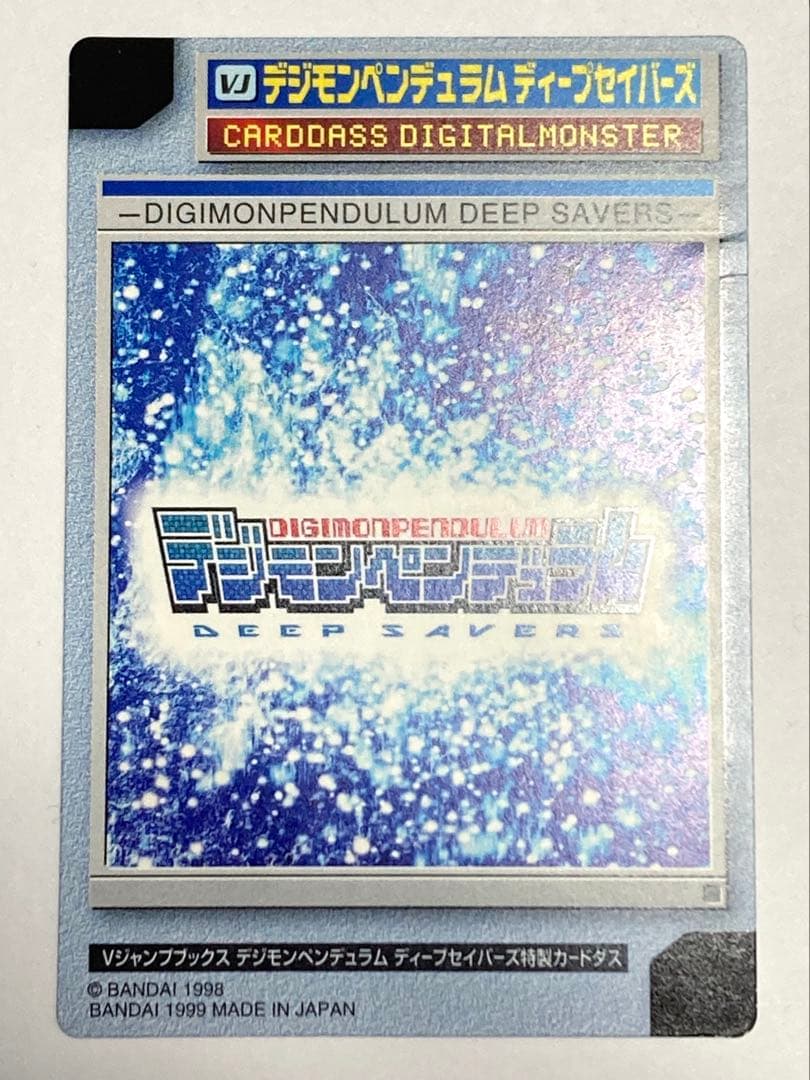 VJ デジモンペンデュラム ディープセイバーズ
CARDDASS DIGITALMONSTER
—DIGIMONPENDULUM DEEP SAVERS—
DIGIMONPENDULUM
デジモンペンデュラム
DEEP SAVERS
Vジャンプブックス デジモンペンデュラム ディープセイバーズ特製カードダス
© BANDAI 1998
BANDAI 1999 MADE IN JAPAN